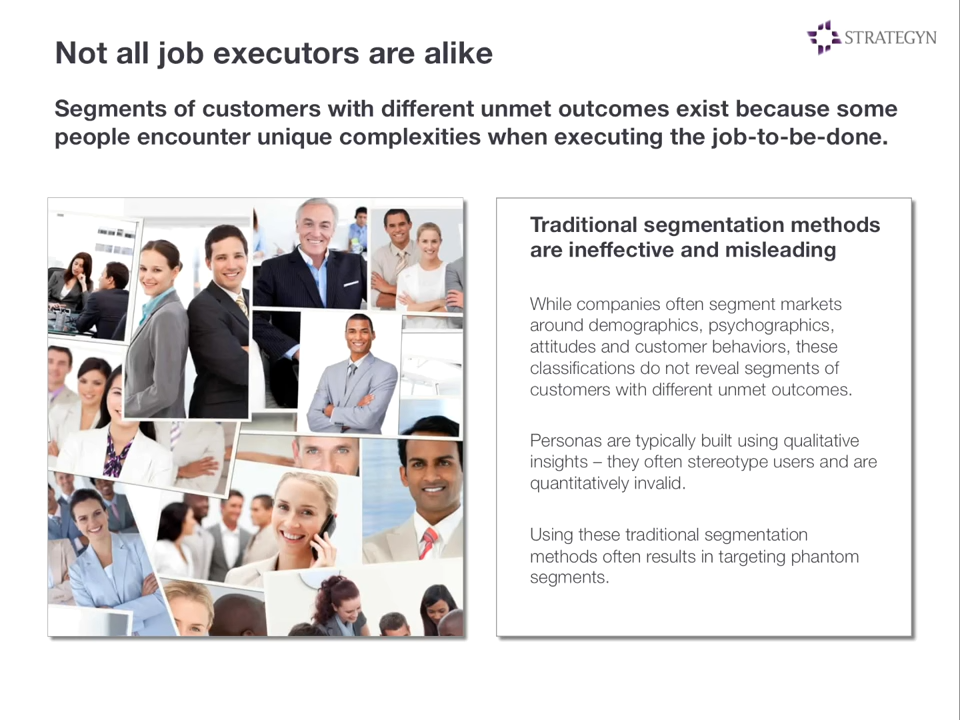 Not all job executors are alike
STRATEGYN
Segments of customers with different unmet outcomes exist because some
people encounter unique complexities when executing the job-to-be-done.
Traditional segmentation methods
are ineffective and misleading
While companies often segment markets
around demographics, psychographics,
attitudes and customer behaviors, these
classifications do not reveal segments of
customers with different unmet outcomes.
Personas are typically built using qualitative
insights – they often stereotype users and are
quantitatively invalid.
Using these traditional segmentation
methods often results in targeting phantom
segments.